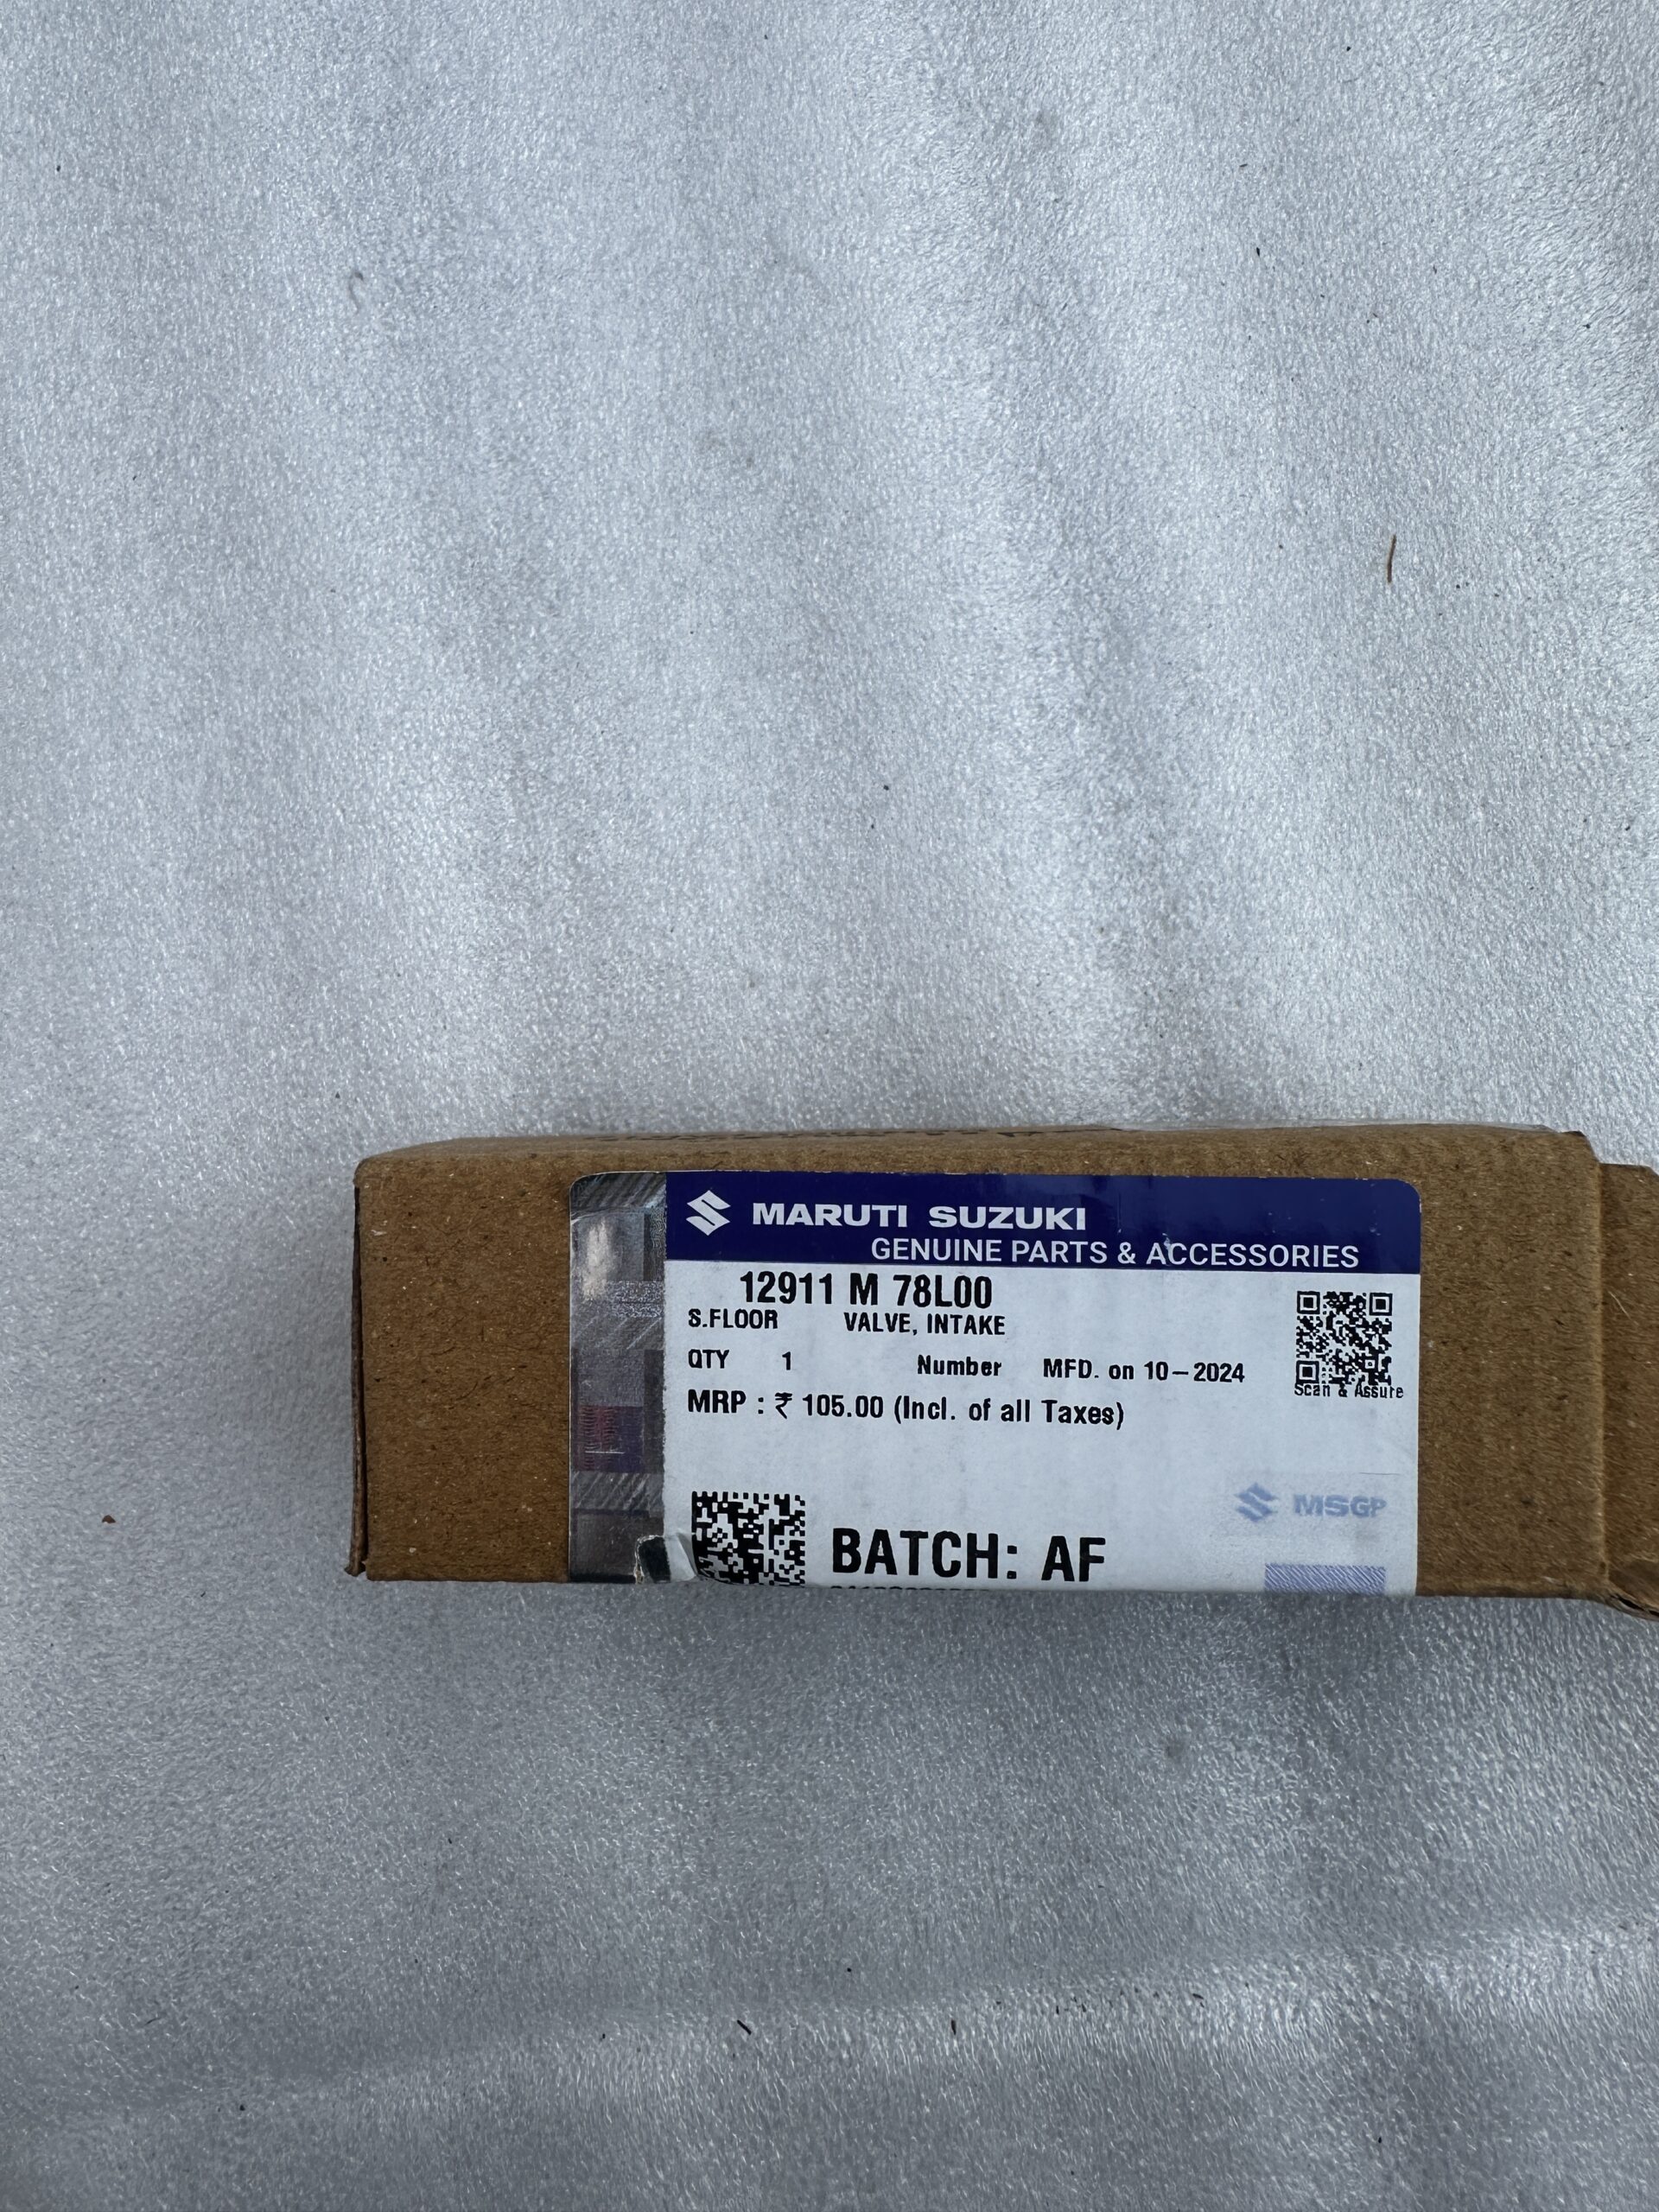 MARUTI SUZUKI
GENUINE PARTS & ACCESSORIES
12911 M 78L00
S.FLOOR VALVE, INTAKE
QTY 1 Number MFD. on 10-2024
MRP : ₹ 105.00 (Incl. of all Taxes)
Scan & Assure
MSGP
BATCH: AF